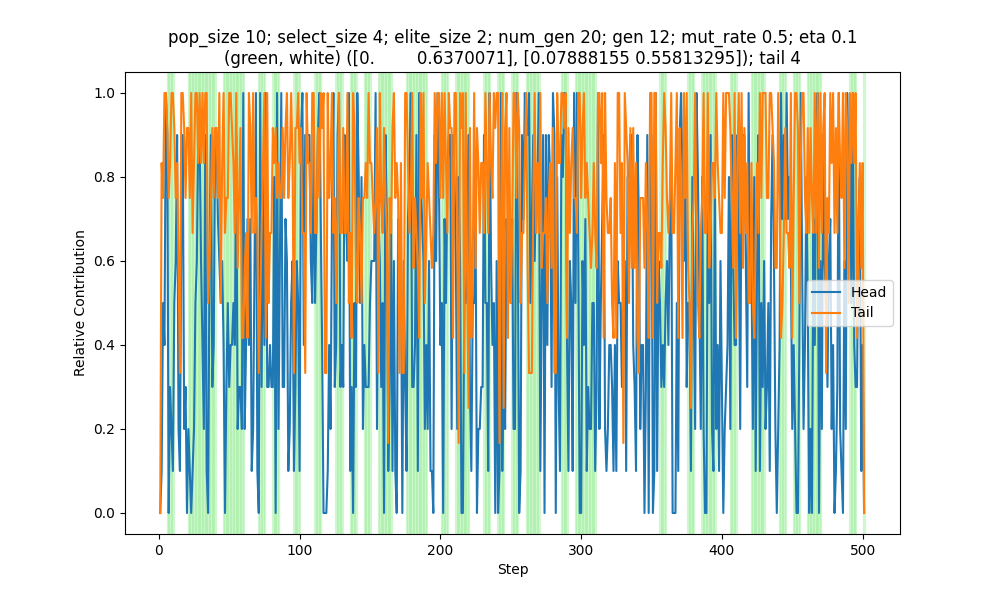 pop_size 10; select_size 4; elite_size 2; num_gen 20; gen 12; mut_rate 0.5; eta 0.1
(green, white) ([0. 0.6370071], [0.07888155 0.55813295]); tail 4
1.0
0.8
0.6
0.4
0.2
0.0
Relative Contribution
Head
Tail
0
100
200
300
400
500
Step